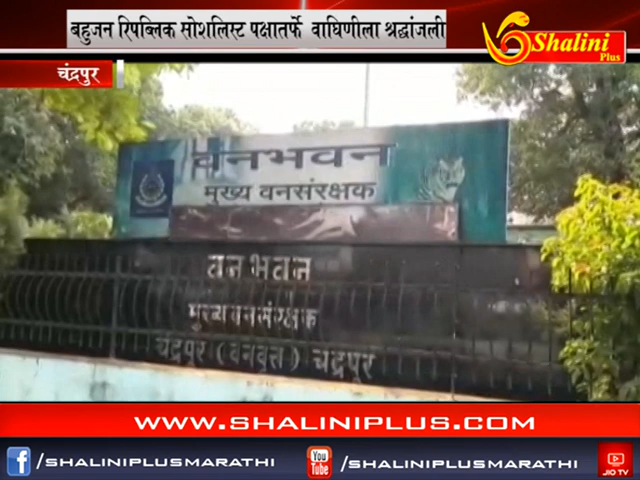 बहुजन रिपब्लिक सोशलिस्ट पक्षातर्फे वाघिणीला श्रद्धांजली
Shalini
Plus
चंद्रपुर
वनभवन
मुख्य वनसंरक्षक
वन भवन
मुख्य वनसंरक्षक
चंद्रपूर (वनवृत्त) चंद्रपूर
WWW.SHALINIPLUS.COM
f /SHALINIPLUSMARATHI
You Tube /SHALINIPLUSMARATHI
JIO TV